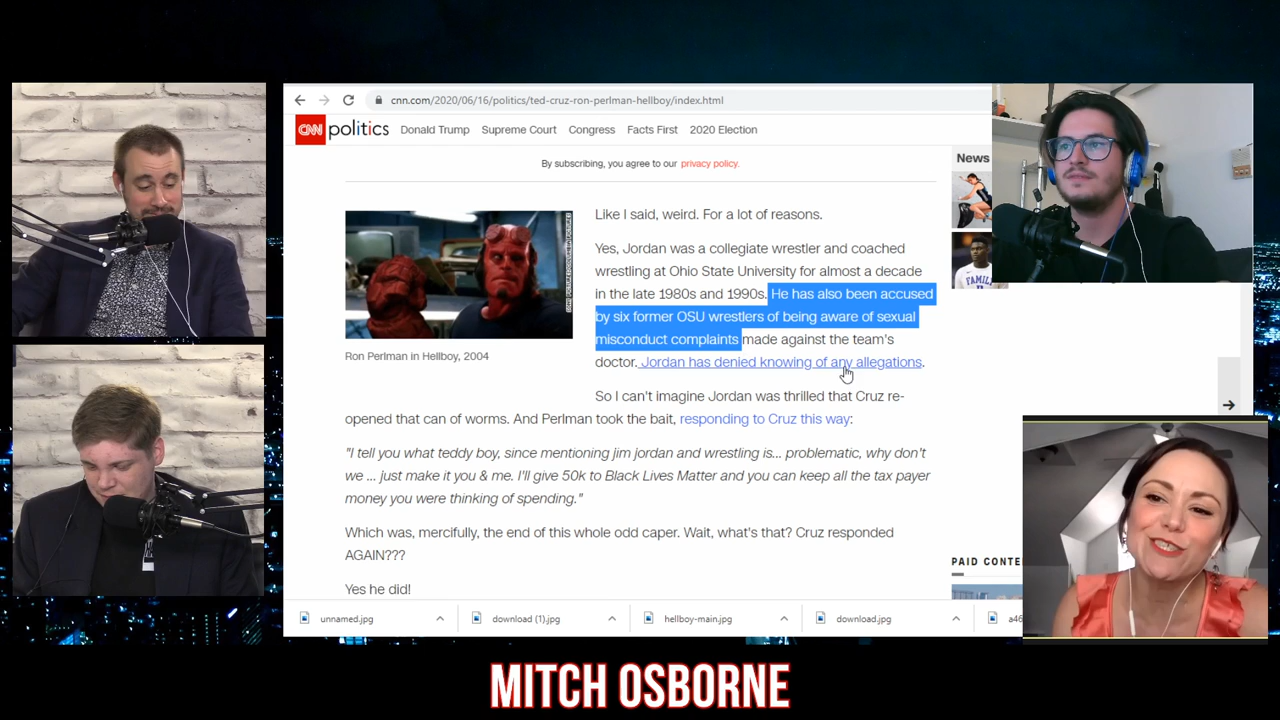 cnn.com/2020/06/16/politics/ted-cruz-ron-perlman-hellboy/index.html
CNN politics Donald Trump Supreme Court Congress Facts First 2020 Election
By subscribing, you agree to our privacy policy.
News
Like I said, weird. For a lot of reasons.
Yes, Jordan was a collegiate wrestler and coached
wrestling at Ohio State University for almost a decade
in the late 1980s and 1990s. He has also been accused
by six former OSU wrestlers of being aware of sexual
misconduct complaints made against the team's
doctor. Jordan has denied knowing of any allegations.
Ron Perlman in Hellboy, 2004
FAMIL
So I can't imagine Jordan was thrilled that Cruz re-
opened that can of worms. And Perlman took the bait, responding to Cruz this way:
"I tell you what teddy boy, since mentioning jim jordan and wrestling is... problematic, why don't
we ... just make it you & me. I'll give 50k to Black Lives Matter and you can keep all the tax payer
money you were thinking of spending."
Which was, mercifully, the end of this whole odd caper. Wait, what's that? Cruz responded
AGAIN???
Yes he did!
PAID CONTE
unnamed.jpg download (1).jpg hellboy-main.jpg download.jpg a46
MITCH OSBORNE